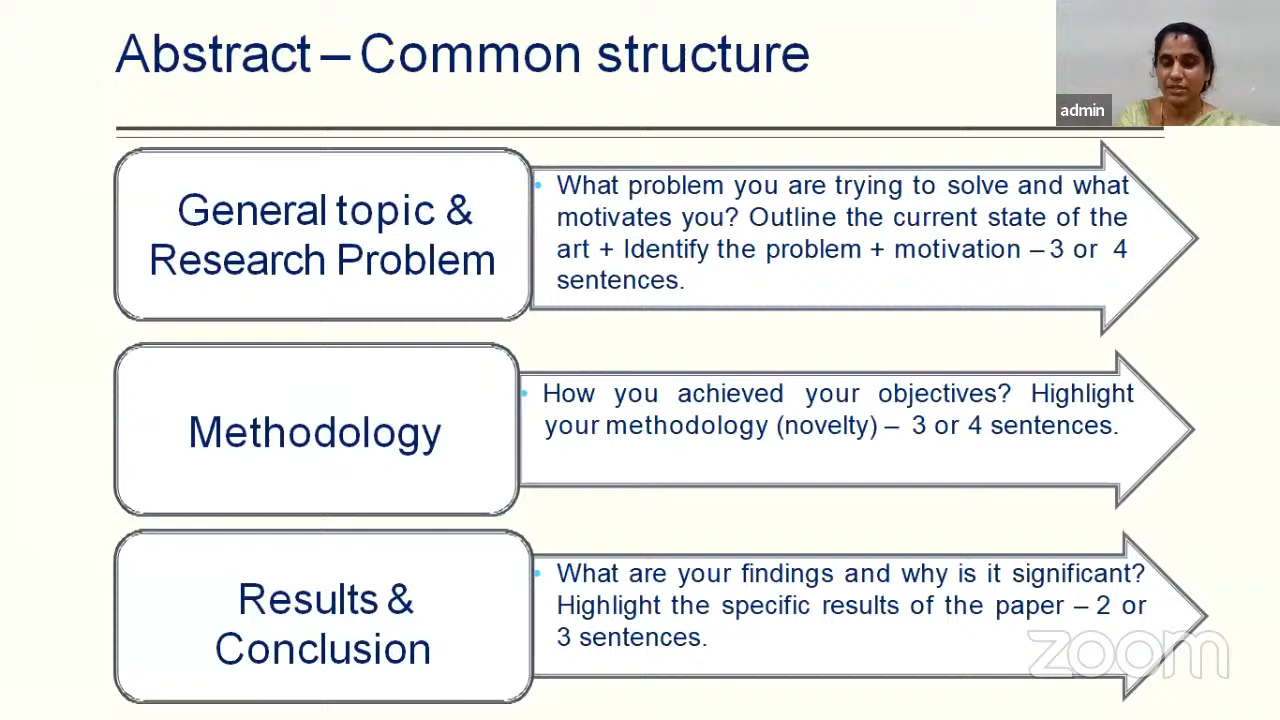 Abstract – Common structure
admin
General topic &
Research Problem
• What problem you are trying to solve and what
motivates you? Outline the current state of the
art + Identify the problem + motivation – 3 or 4
sentences.
Methodology
• How you achieved your objectives? Highlight
your methodology (novelty) – 3 or 4 sentences.
Results &
Conclusion
• What are your findings and why is it significant?
Highlight the specific results of the paper – 2 or
3 sentences.
zoom